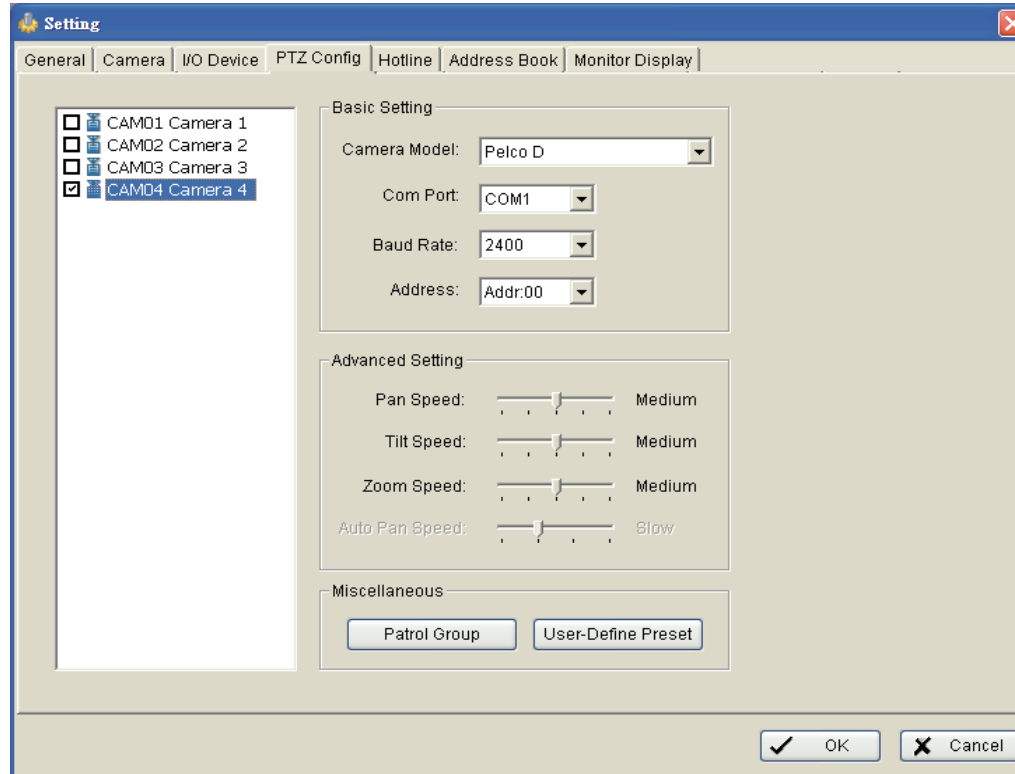 Setting
General Camera I/O Device PTZ Config Hotline Address Book Monitor Display
CAM01 Camera 1
CAM02 Camera 2
CAM03 Camera 3
CAM04 Camera 4
Basic Setting
Camera Model: Pelco D
Com Port: COM1
Baud Rate: 2400
Address: Addr:00
Advanced Setting
Pan Speed: Medium
Tilt Speed: Medium
Zoom Speed: Medium
Auto Pan Speed: Slow
Miscellaneous
Patrol Group User-Define Preset
OK Cancel